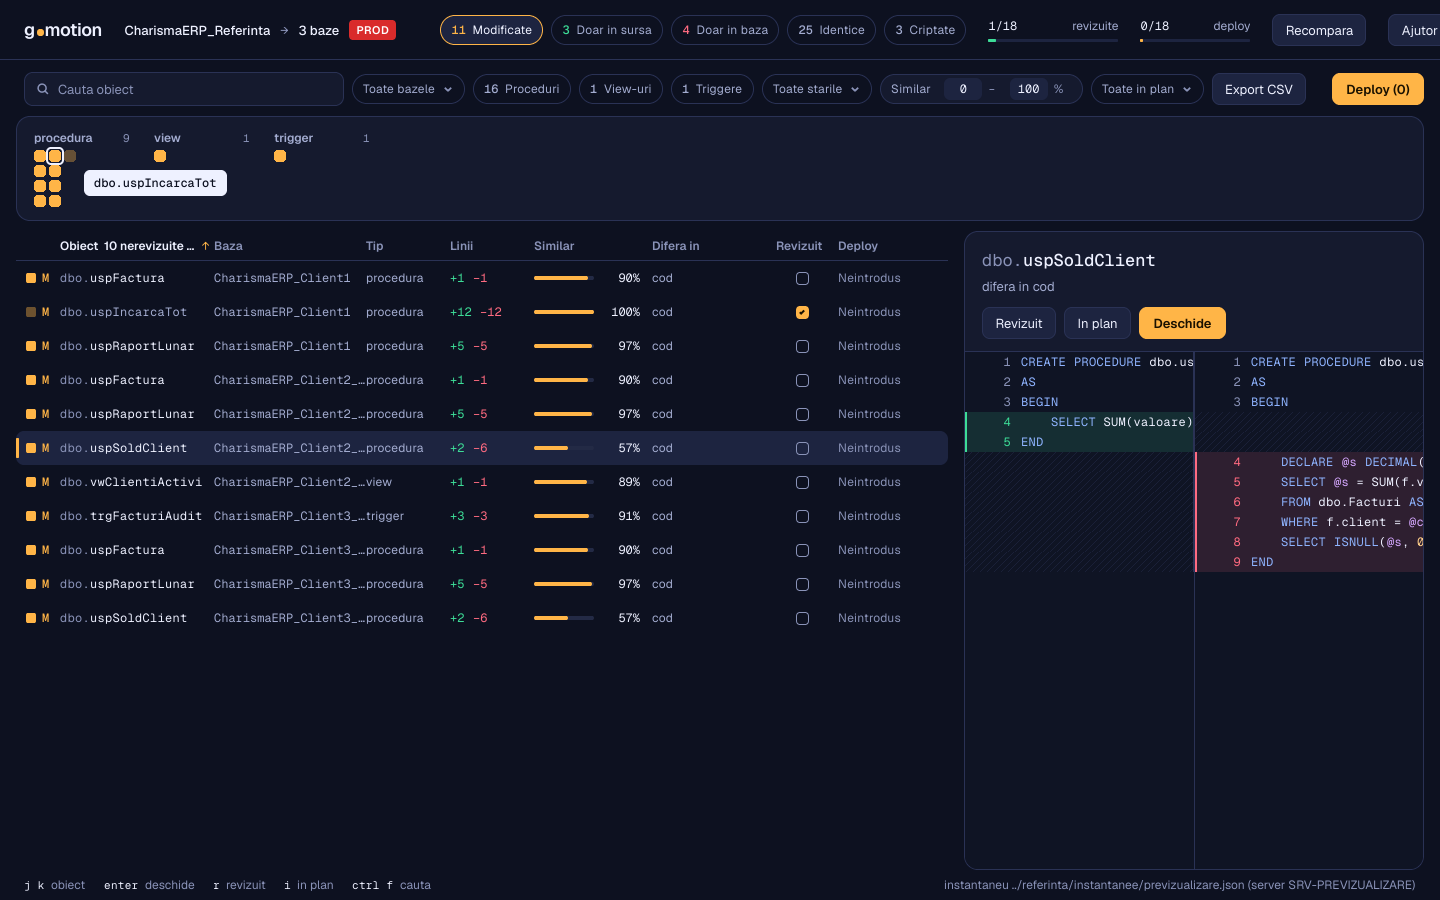 gomotion CharismaERP_Referinta → 3 baze PROD 11 Modificate 3 Doar in sursa 4 Doar in baza 25 Identice 3 Criptate 1/18 revizuite 0/18 deploy Recompara Ajutor
Cauta obiect Toate bazele 16 Proceduri 1 View-uri 1 Triggere Toate starile Similar 0 – 100 % Toate in plan Export CSV Deploy (0)
procedura 9 view 1 trigger 1
dbo.uspIncarcaTot
Object 10 nerevizuite ... ↑ Baza Tip Linii Similar Difera in Revizuit Deploy
M dbo.uspFactura CharismaERP_Client1 procedura +1 −1 90% cod Neintrodus
M dbo.uspIncarcaTot CharismaERP_Client1 procedura +12 −12 100% cod Neintrodus
M dbo.uspRaportLunar CharismaERP_Client1 procedura +5 −5 97% cod Neintrodus
M dbo.uspFactura CharismaERP_Client2_… procedura +1 −1 90% cod Neintrodus
M dbo.uspRaportLunar CharismaERP_Client2_… procedura +5 −5 97% cod Neintrodus
M dbo.uspSoldClient CharismaERP_Client2_… procedura +2 −6 57% cod Neintrodus
M dbo.vwClientiActivi CharismaERP_Client2_… view +1 −1 89% cod Neintrodus
M dbo.trgFacturiAudit CharismaERP_Client3_… trigger +3 −3 91% cod Neintrodus
M dbo.uspFactura CharismaERP_Client3_… procedura +1 −1 90% cod Neintrodus
M dbo.uspRaportLunar CharismaERP_Client3_… procedura +5 −5 97% cod Neintrodus
M dbo.uspSoldClient CharismaERP_Client3_… procedura +2 −6 57% cod Neintrodus
dbo.uspSoldClient
difera in cod
Revizuit In plan Deschide
1 CREATE PROCEDURE dbo.us
2 AS
3 BEGIN
4 SELECT SUM(valoare)
5 END
1 CREATE PROCEDURE dbo.us
2 AS
3 BEGIN
4 DECLARE @s DECIMAL(
5 SELECT @s = SUM(f.v
6 FROM dbo.Facturi AS
7 WHERE f.client = @c
8 SELECT ISNULL(@s, 0
9 END
j k obiect enter deschide r revizuit i in plan ctrl f cauta
instantaneu ../referinta/instantanee/previzualizare.json (server SRV-PREVIZUALIZARE)